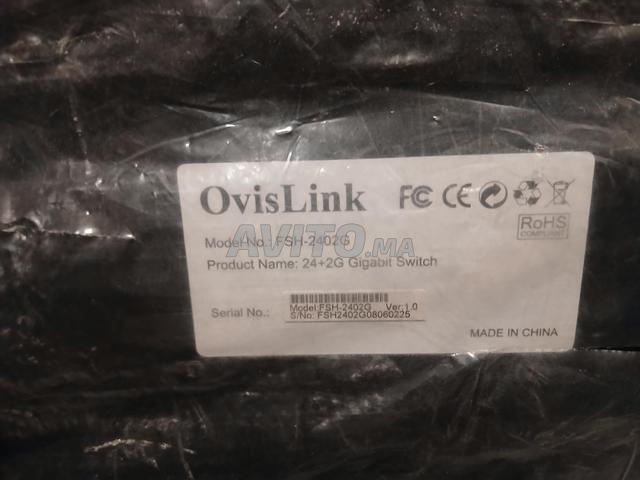 OvisLink FC CE
RoHS
COMPLIANT
Model No.: FSH-2402G
AVITO.MA
Product Name: 24+2G Gigabit Switch
Model:FSH-2402G Ver:1.0
Serial No.: S/No: FSH2402G08060225
MADE IN CHINA